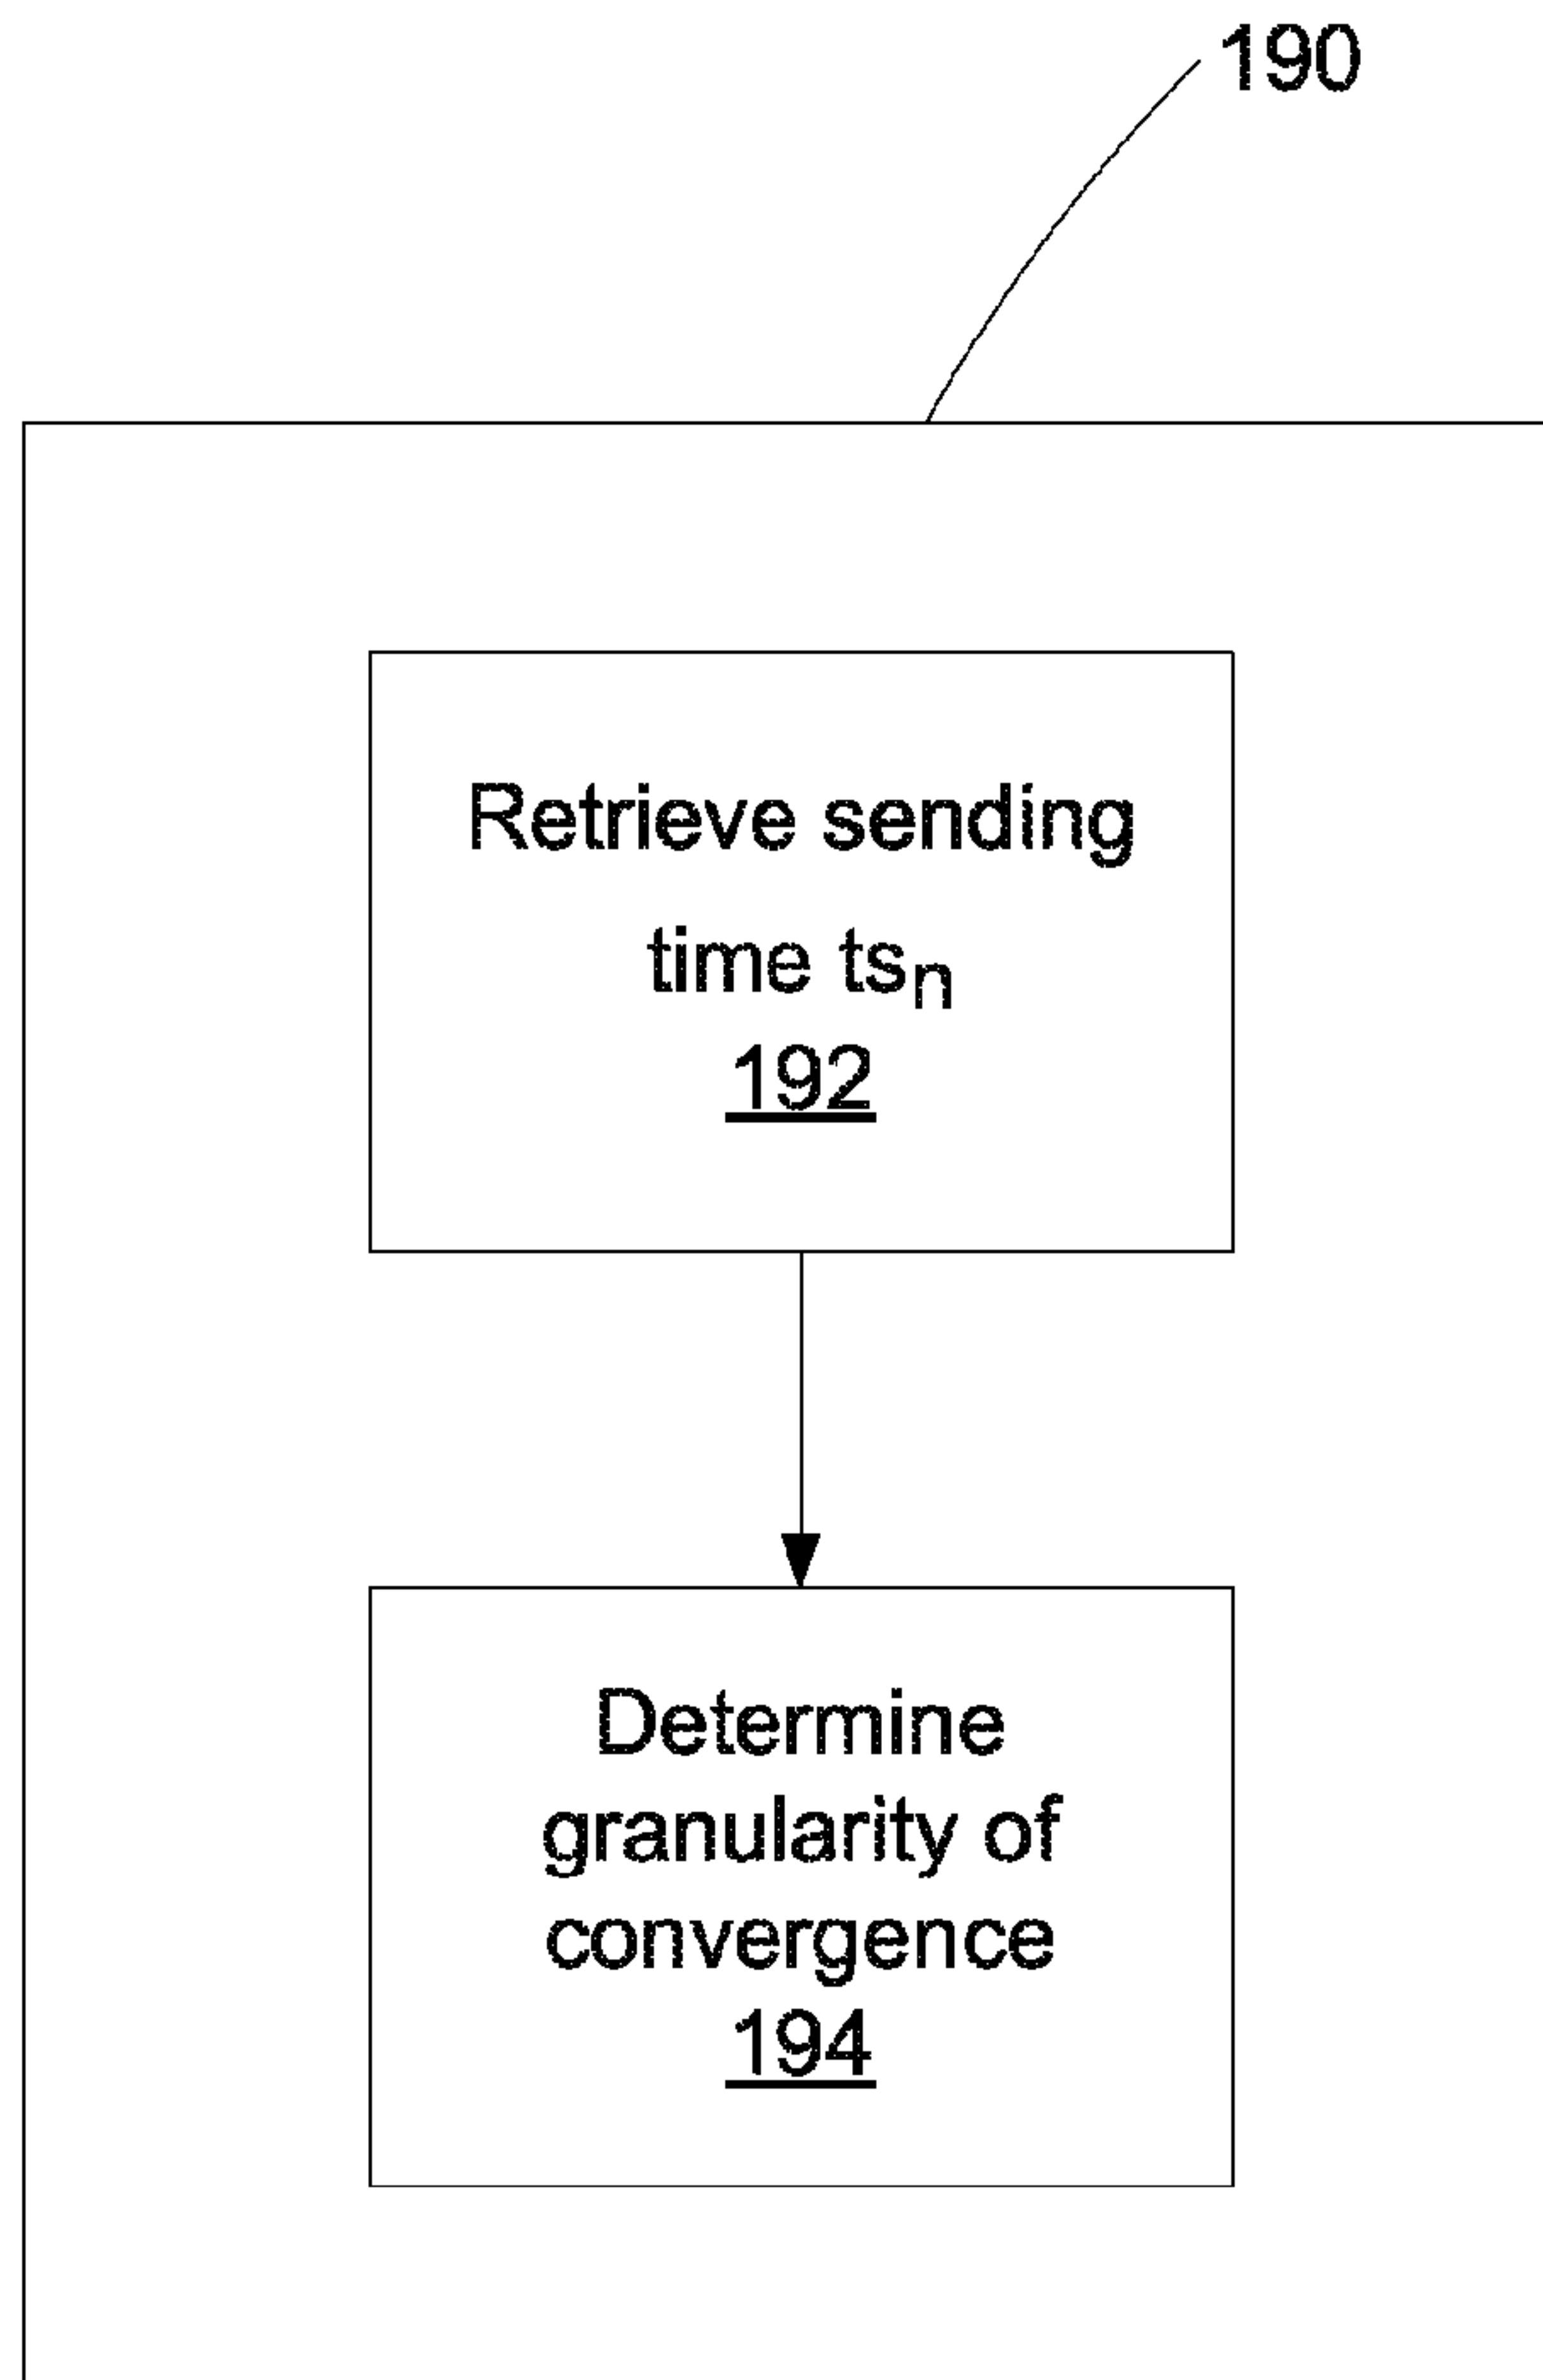 190
Retrieve sending
time tsₙ
192
Determine
granularity of
convergence
194